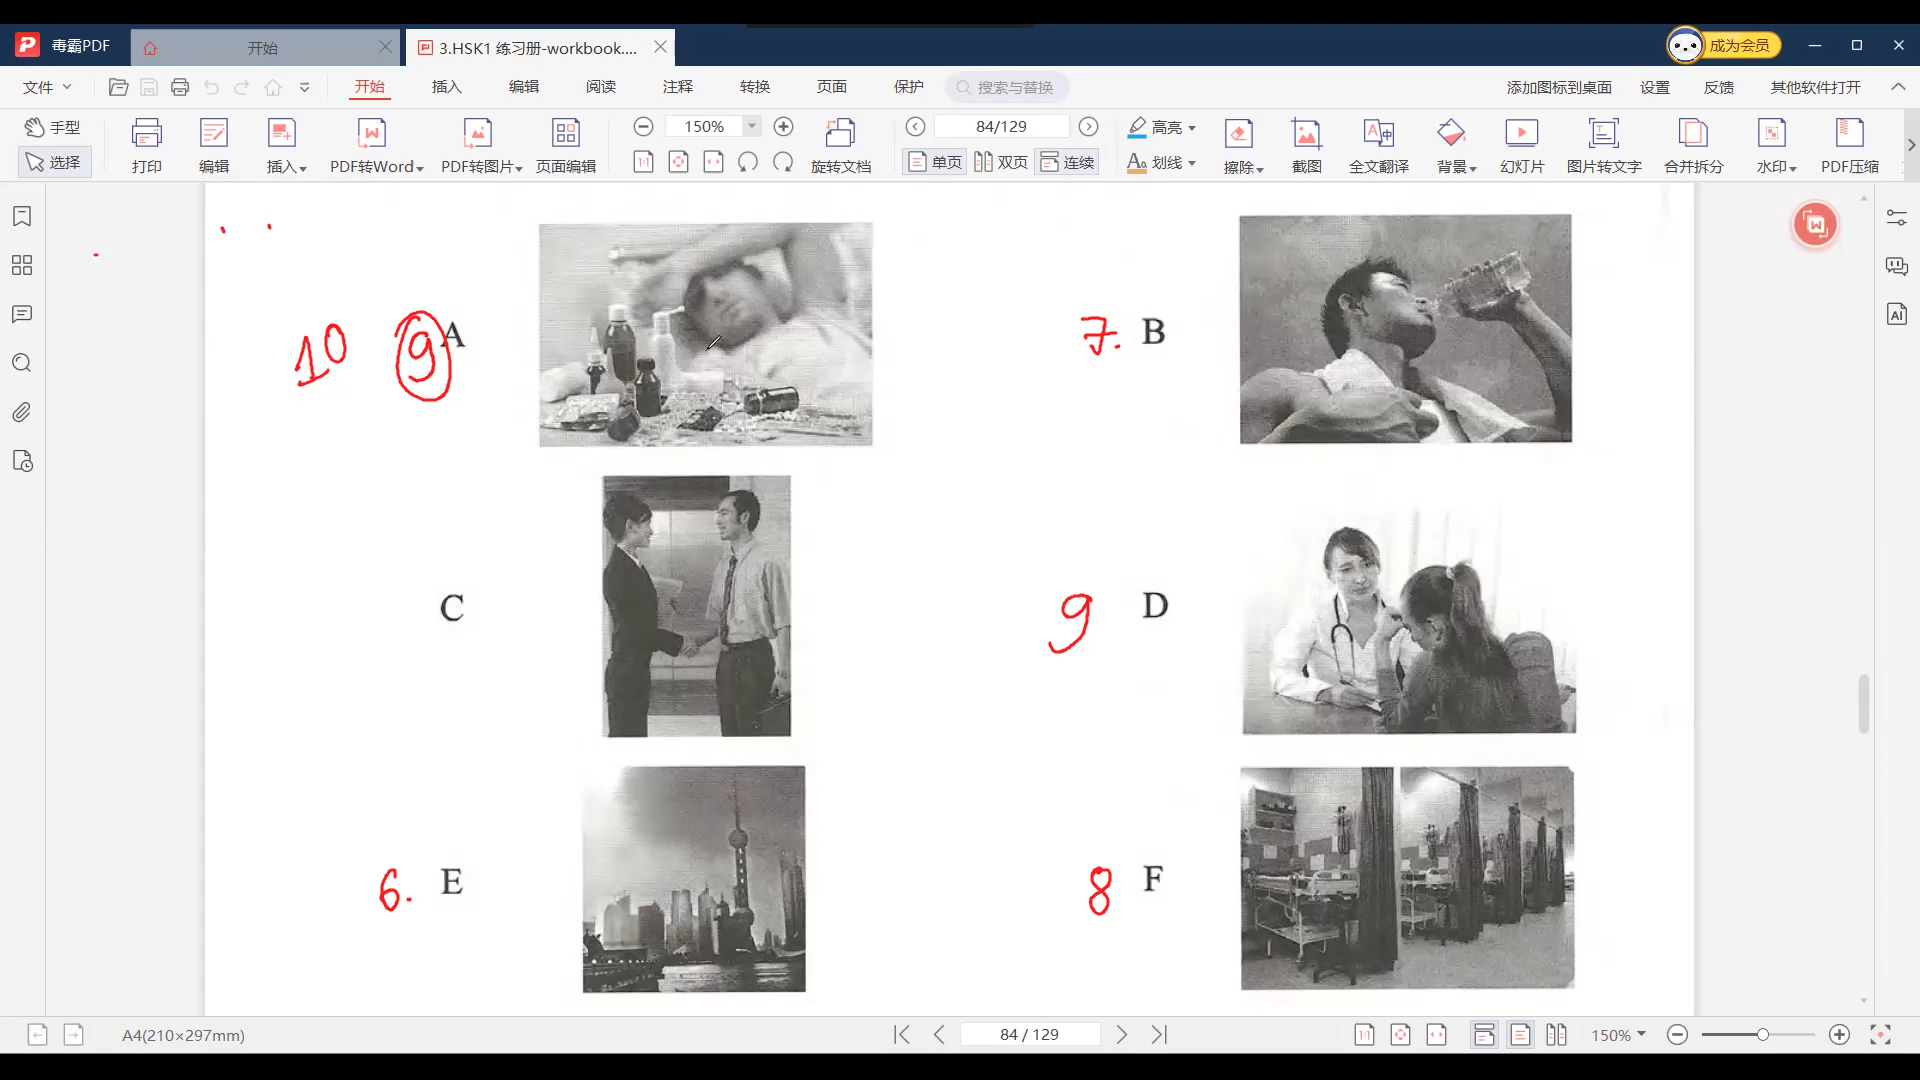 毒霸PDF
开始
3.HSK1 练习册-workbook....
成为会员
文件
开始
插入
编辑
阅读
注释
转换
页面
保护
搜索与替换
添加图标到桌面
设置
反馈
其他软件打开
手型
选择
打印
编辑
插入
PDF转Word
PDF转图片
页面编辑
150%
旋转文档
84/129
单页
双页
连续
高亮
划线
擦除
截图
全文翻译
背景
幻灯片
图片转文字
合并拆分
水印
PDF压缩
10 9 A
7. B
C
9 D
6. E
8 F
A4(210×297mm)
84 / 129
150%